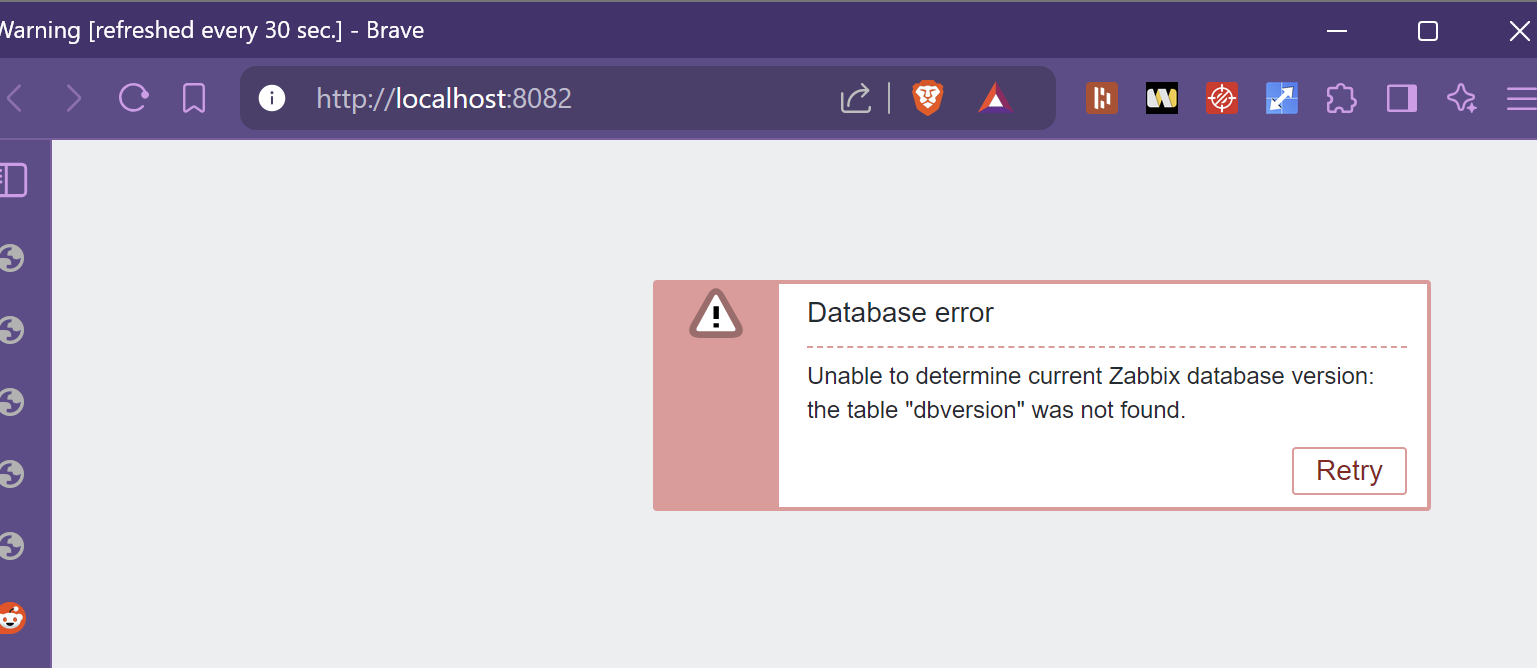 Warning [refreshed every 30 sec.] - Brave
http://localhost:8082
Database error
Unable to determine current Zabbix database version:
the table "dbversion" was not found.
Retry